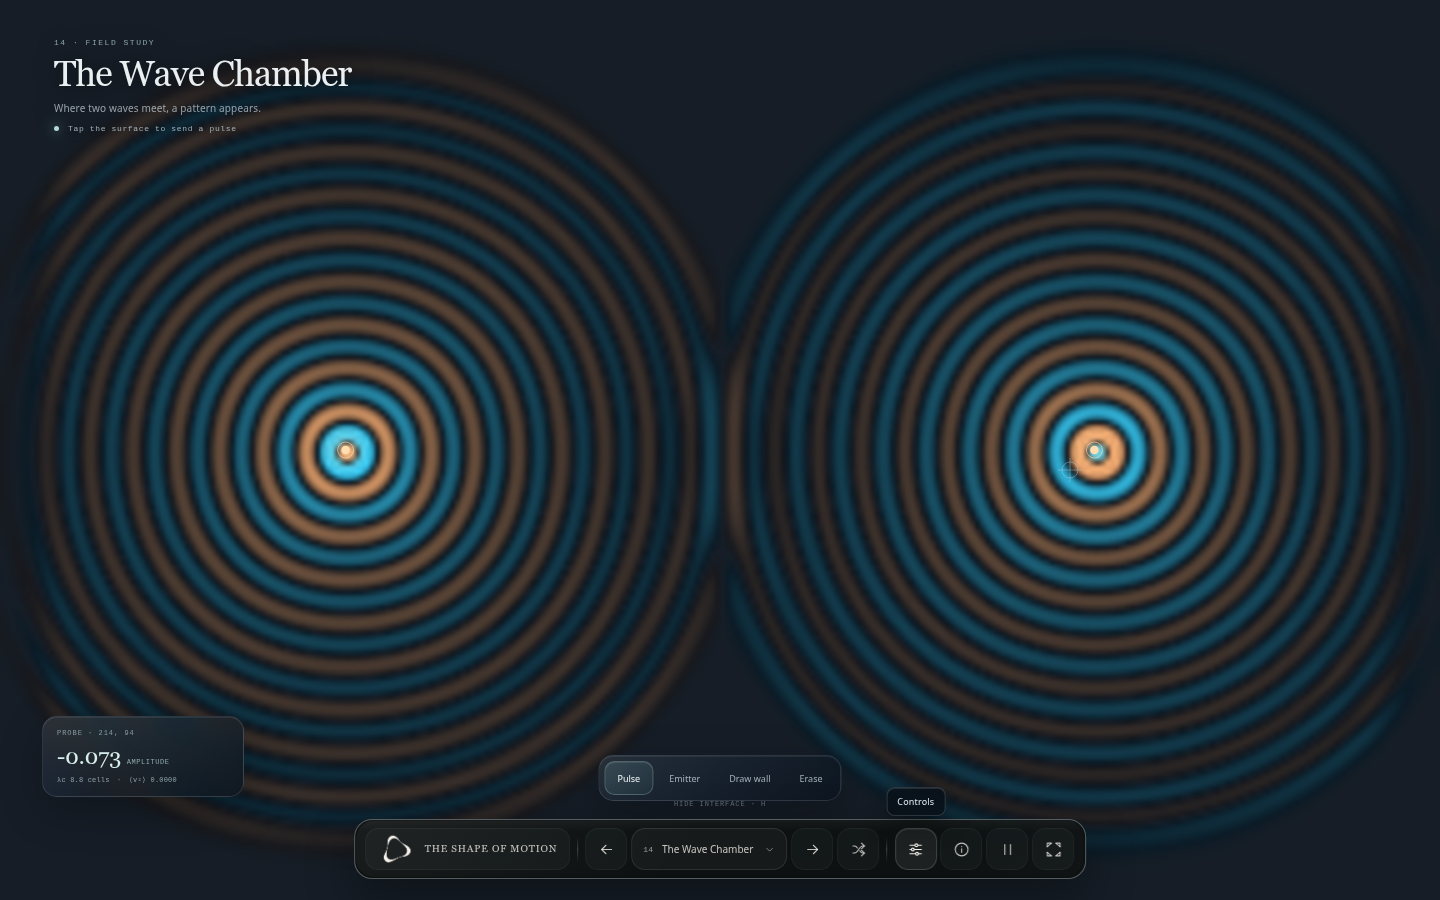 14 · FIELD STUDY
The Wave Chamber
Where two waves meet, a pattern appears.
Tap the surface to send a pulse
PROBE · 214, 94
-0.073 AMPLITUDE
λc 8.8 cells · ⟨v²⟩ 0.0000
Pulse Emitter Draw wall Erase
HIDE INTERFACE · H
Controls
THE SHAPE OF MOTION
14 The Wave Chamber